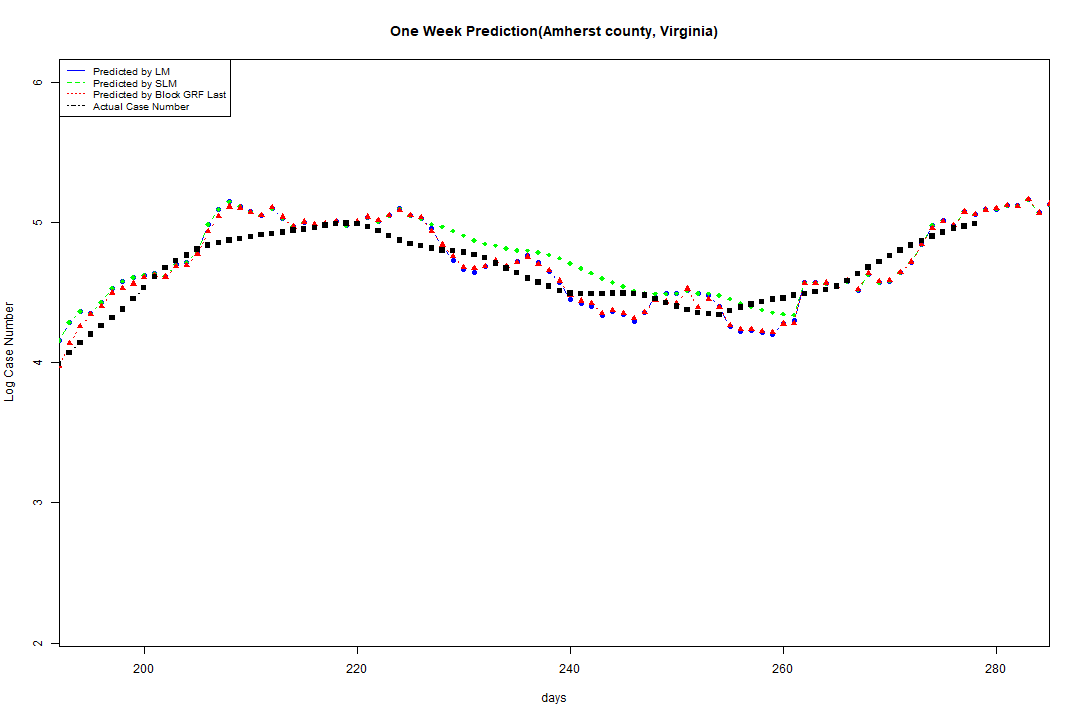 One Week Prediction(Amherst county, Virginia)
Predicted by LM
Predicted by SLM
Predicted by Block GRF Last
Actual Case Number
6
5
4
3
2
Log Case Number
200 220 240 260 280
days